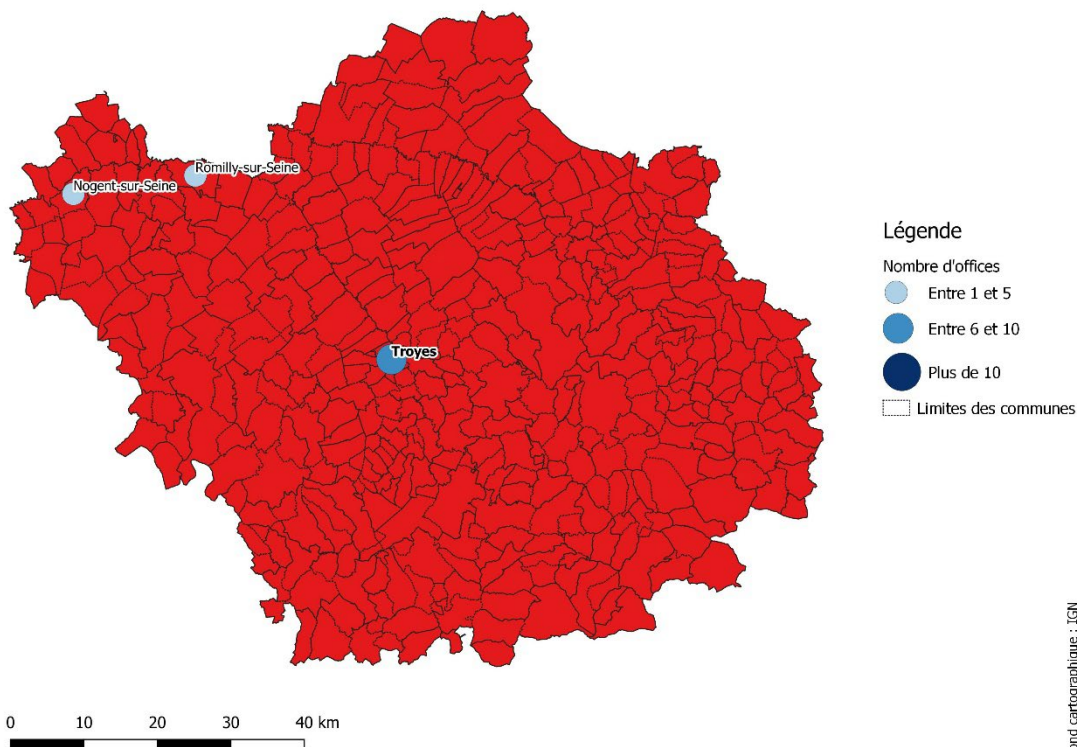 Romilly-sur-Seine
Nogent-sur-Seine
Troyes
Légende
Nombre d'offices
Entre 1 et 5
Entre 6 et 10
Plus de 10
Limites des communes
0 10 20 30 40 km
ond cartographique : IGN